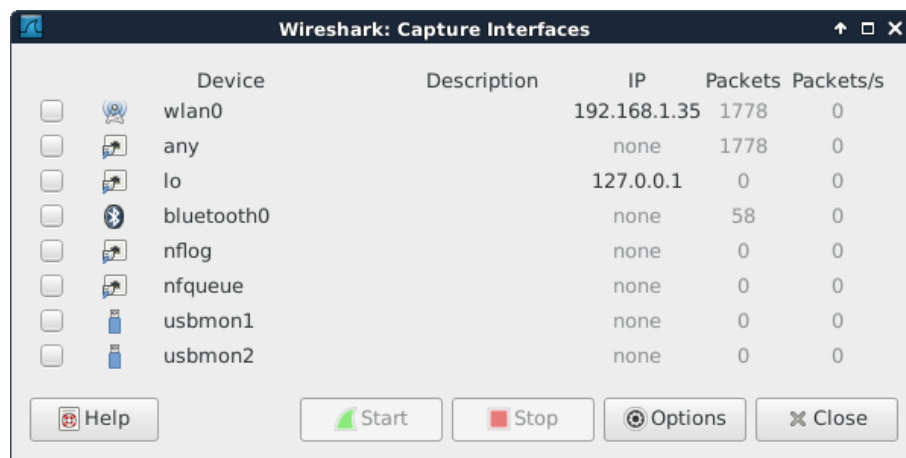 Wireshark: Capture Interfaces
Device Description IP Packets Packets/s
wlan0 192.168.1.35 1778 0
any none 1778 0
lo 127.0.0.1 0 0
bluetooth0 none 58 0
nflog none 0 0
nfqueue none 0 0
usbmon1 none 0 0
usbmon2 none 0 0
Help Start Stop Options Close